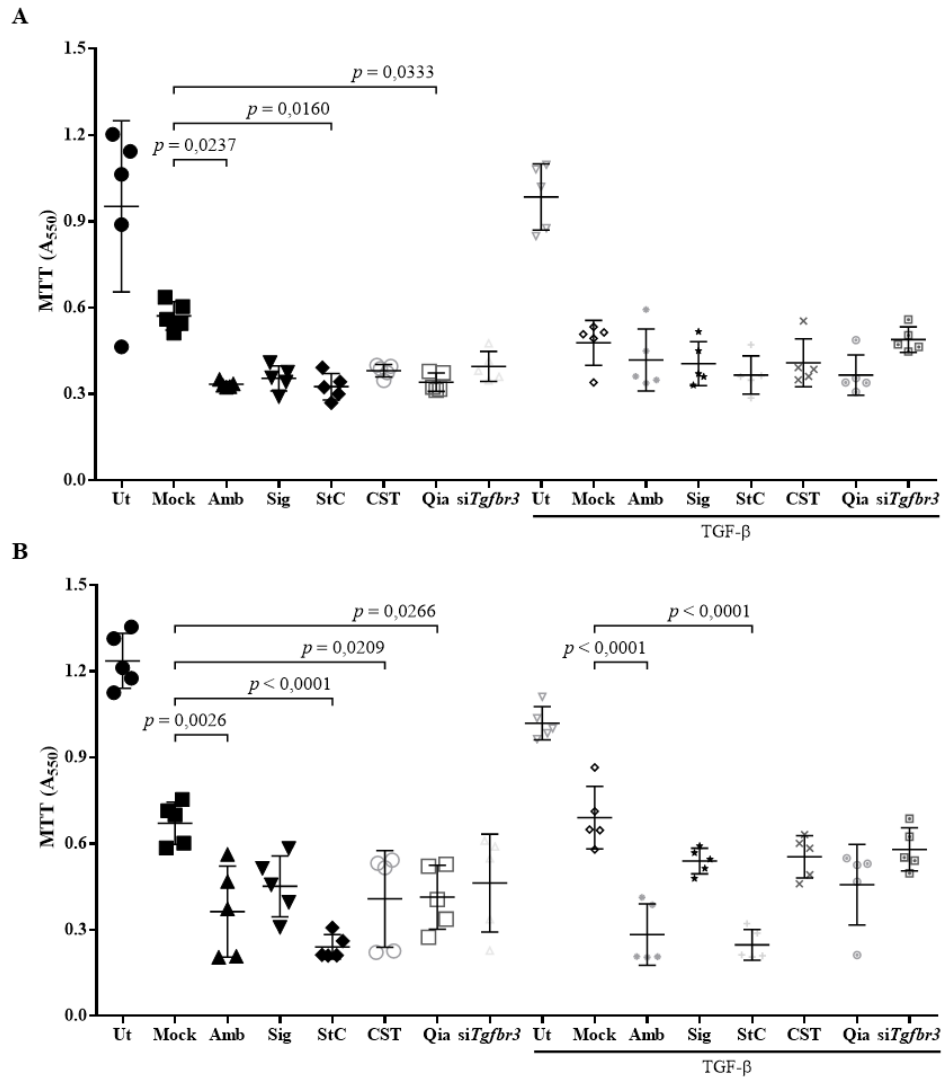 A
1.5
p = 0,0333
p = 0,0160
1.2
p = 0,0237
0.9
MTT (A550)
0.6
0.3
0.0
Ut Mock Amb Sig StC CST Qia siTgfbr3 Ut Mock Amb Sig StC CST Qia siTgfbr3
TGF-β
B
1.5
p = 0,0266
p < 0,0001
p = 0,0209
p < 0,0001
1.2
p < 0,0001
p = 0,0026
0.9
MTT (A550)
0.6
0.3
0.0
Ut Mock Amb Sig StC CST Qia siTgfbr3 Ut Mock Amb Sig StC CST Qia siTgfbr3
TGF-β